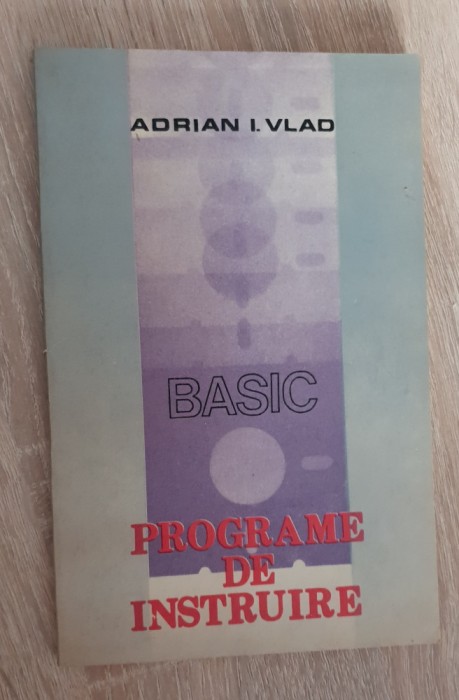 ADRIAN I. VLAD
BASIC
PROGRAME
DE
INSTRUIRE